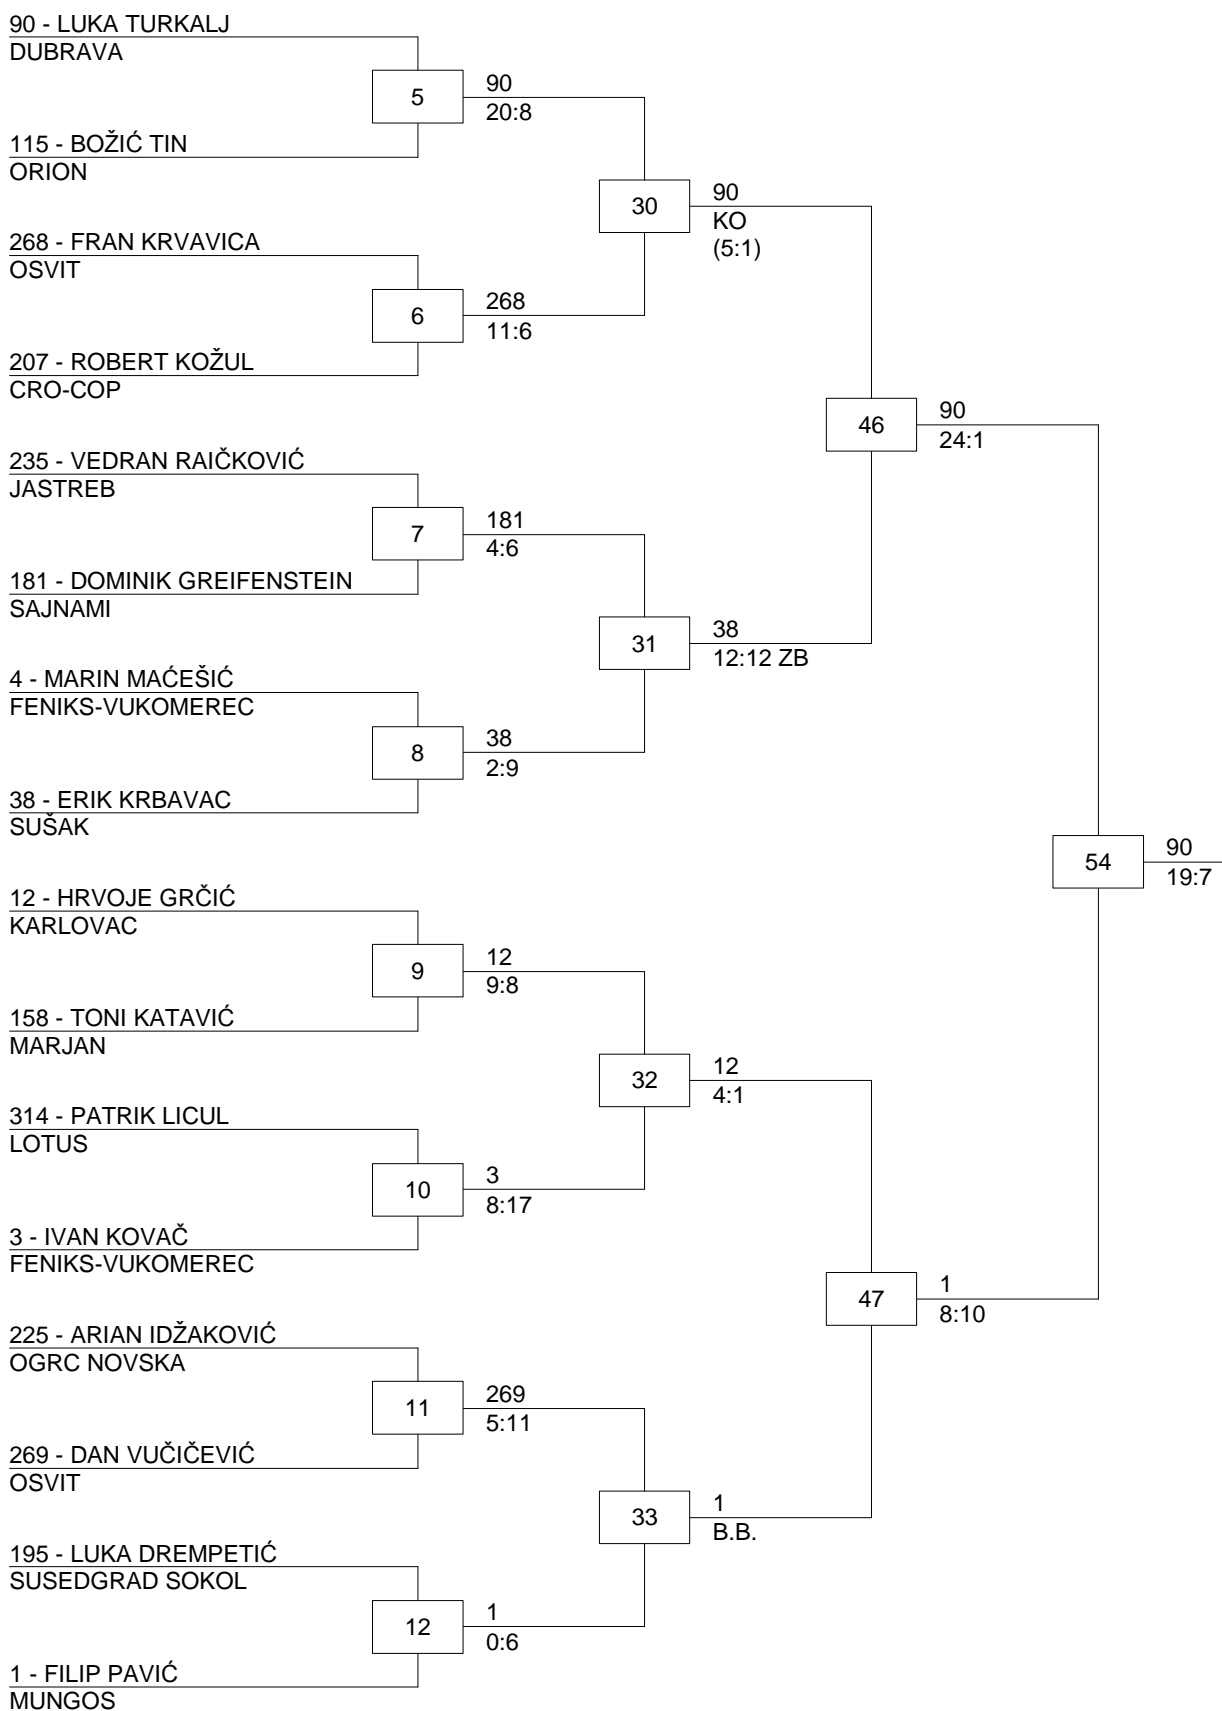 90 - LUKA TURKALJ
DUBRAVA
5
90
20:8
115 - BOŽIĆ TIN
ORION
30
90
KO
(5:1)
268 - FRAN KRVAVICA
OSVIT
6
268
11:6
207 - ROBERT KOŽUL
CRO-COP
46
90
24:1
235 - VEDRAN RAIČKOVIĆ
JASTREB
7
181
4:6
181 - DOMINIK GREIFENSTEIN
SAJNAMI
31
38
12:12 ZB
4 - MARIN MAĆEŠIĆ
FENIKS-VUKOMEREC
8
38
2:9
38 - ERIK KRBAVAC
SUŠAK
54
90
19:7
12 - HRVOJE GRČIĆ
KARLOVAC
9
12
9:8
158 - TONI KATAVIĆ
MARJAN
32
12
4:1
314 - PATRIK LICUL
LOTUS
10
3
8:17
3 - IVAN KOVAČ
FENIKS-VUKOMEREC
47
1
8:10
225 - ARIAN IDŽAKOVIĆ
OGRC NOVSKA
11
269
5:11
269 - DAN VUČIČEVIĆ
OSVIT
33
1
B.B.
195 - LUKA DREMPETIĆ
SUSEDGRAD SOKOL
12
1
0:6
1 - FILIP PAVIĆ
MUNGOS